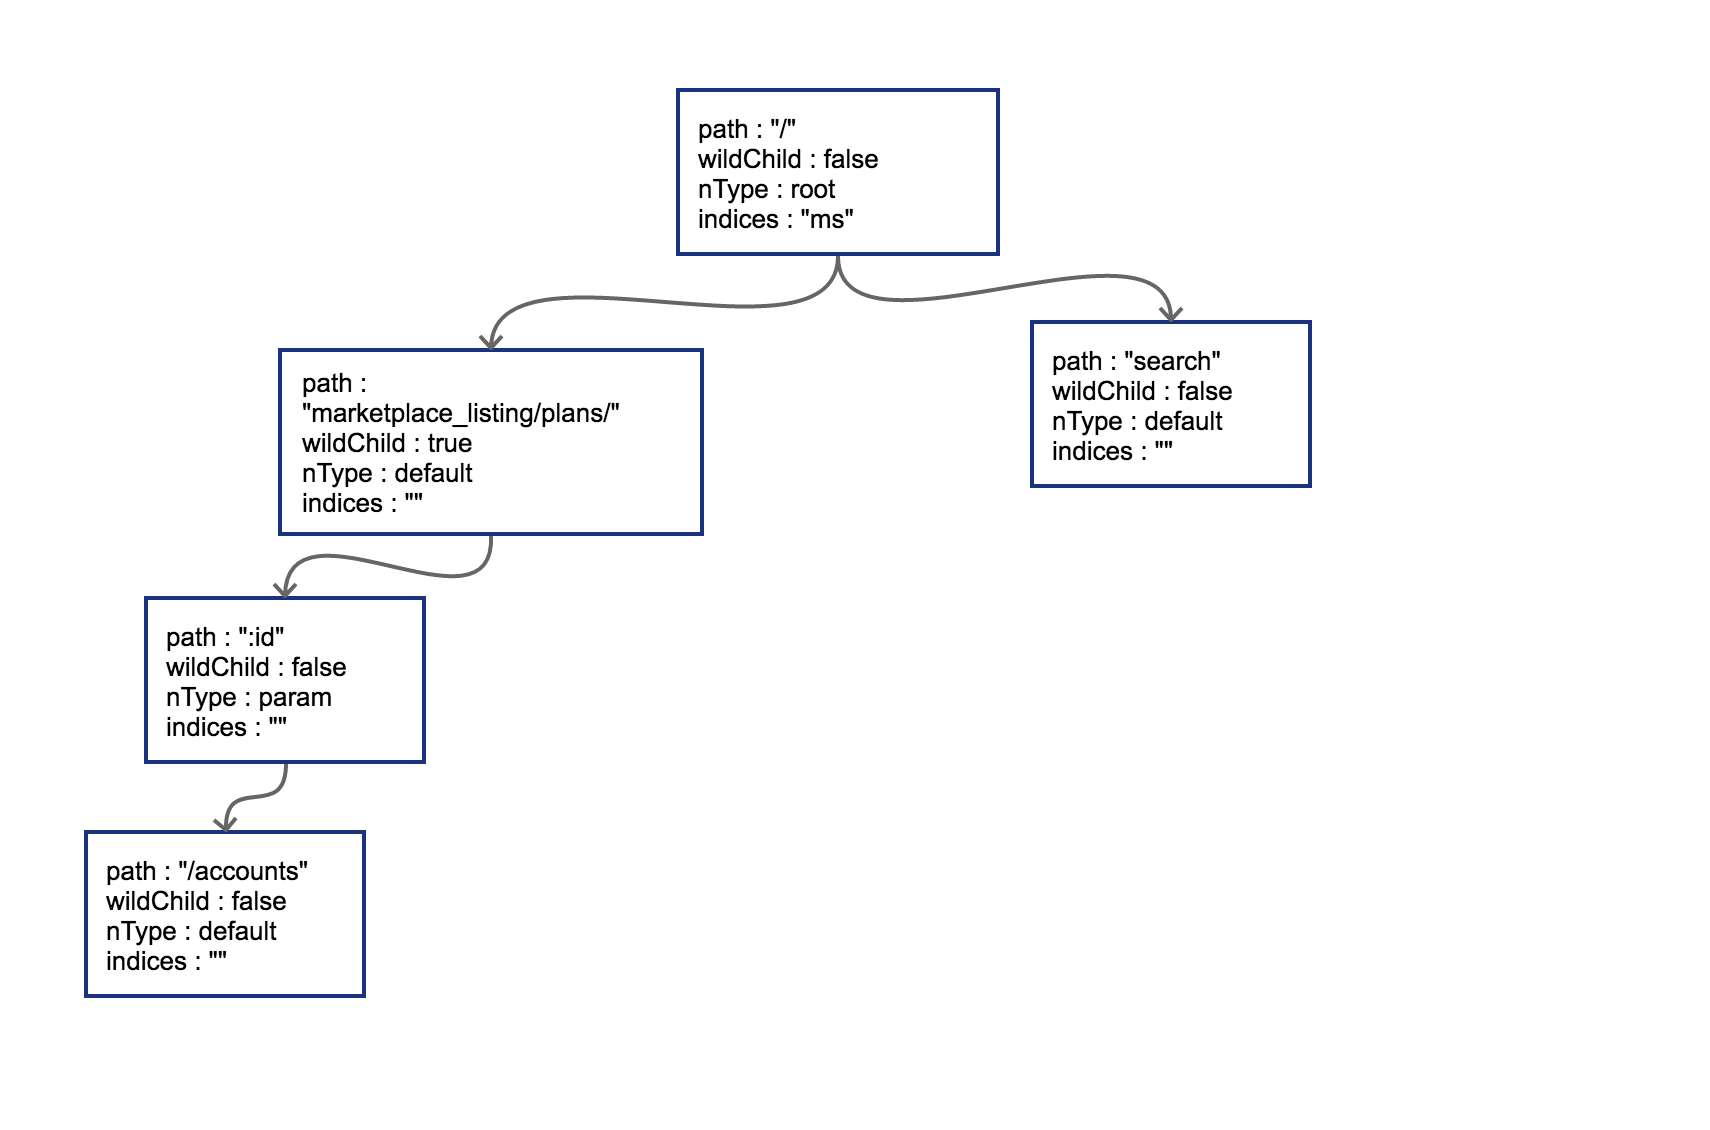 path : "/"
wildChild : false
nType : root
indices : "ms"
path : "search"
wildChild : false
nType : default
indices : ""
path :
"marketplace_listing/plans/"
wildChild : true
nType : default
indices : ""
path : ":id"
wildChild : false
nType : param
indices : ""
path : "/accounts"
wildChild : false
nType : default
indices : ""